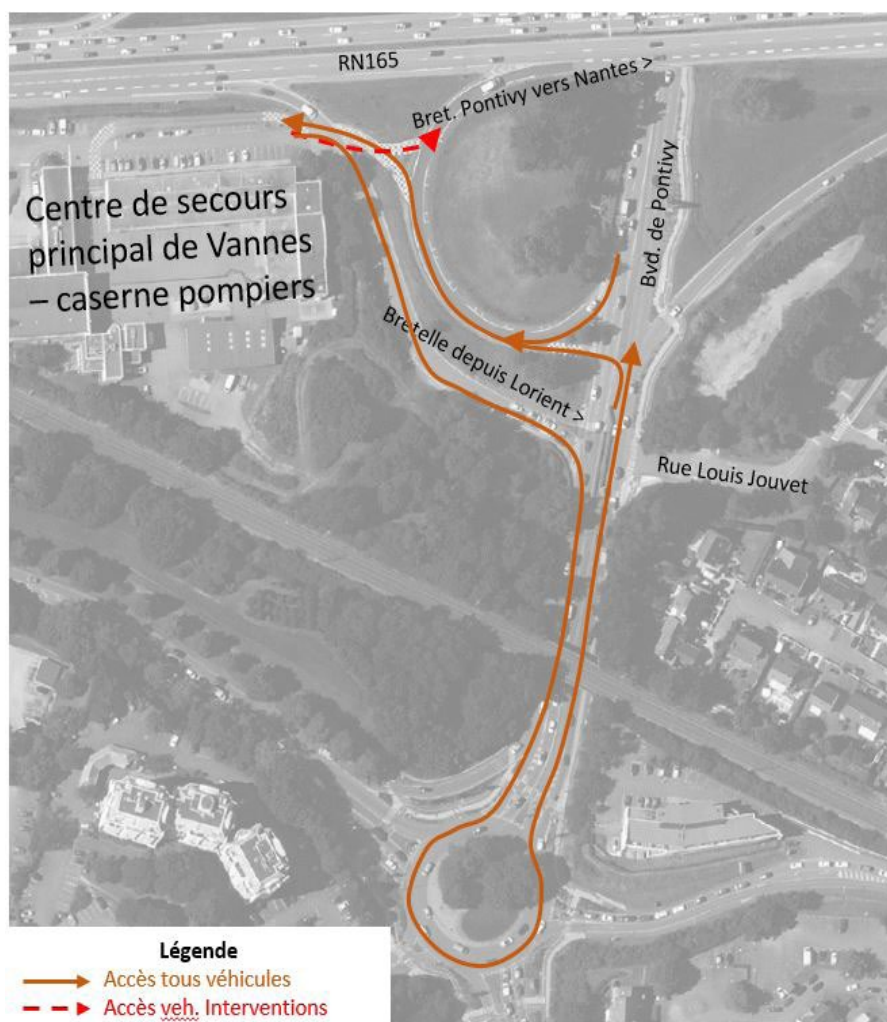 RN165
Bret. Pontivy vers Nantes >
Bvd. de Pontivy
Centre de secours
principal de Vannes
– caserne pompiers
Bretelle depuis Lorient >
Rue Louis Jouvet
Légende
Accès tous véhicules
Accès veh. Interventions